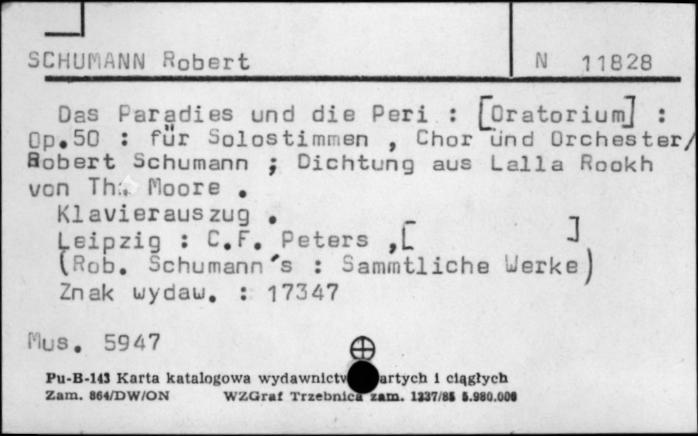 SCHUMANN Robert N 11828
Das Paradies und die Peri : [Oratorium] :
Op.50 : für Solostimmen , Chor und Orchester/
Robert Schumann ; Dichtung aus Lalla Rookh
von Th. Moore .
Klavierauszug .
Leipzig : C.F. Peters ,[ ]
(Rob. Schumann's : Sammtliche Werke)
Znak wydaw. : 17347
Mus. 5947
Pu-B-143 Karta katalogowa wydawnictw artych i ciągłych
Zam. 864/DW/ON WZGraf Trzebnica zam. 1337/85 5.980.000